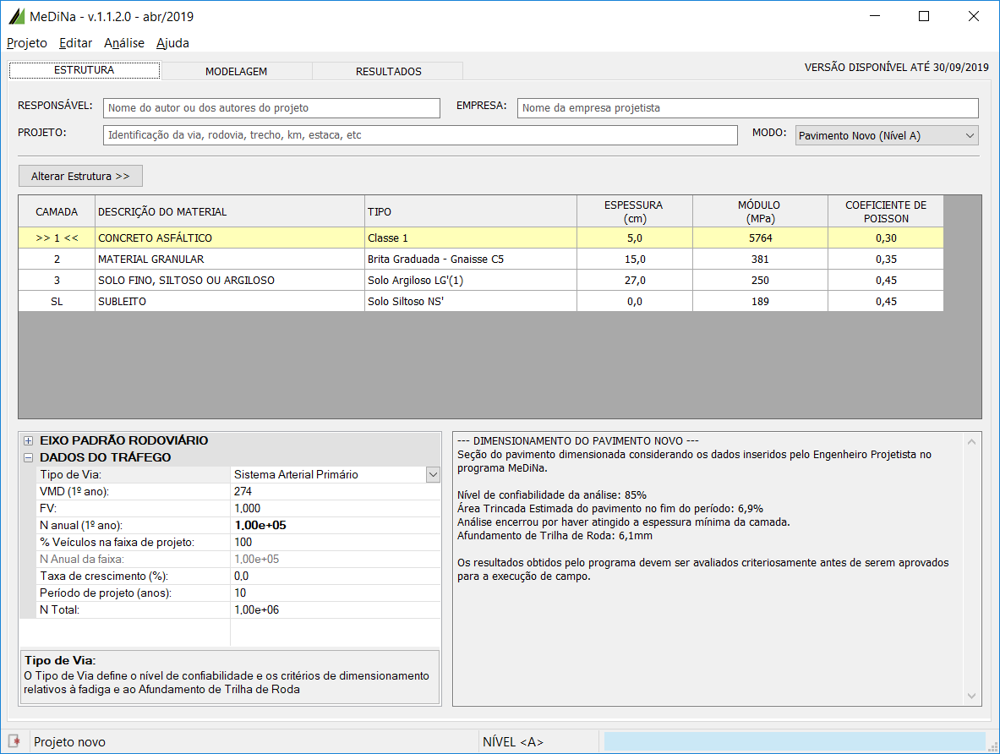 MeDiNa - v.1.1.2.0 - abr/2019
Projeto Editar Análise Ajuda
ESTRUTURA MODELAGEM RESULTADOS VERSÃO DISPONÍVEL ATÉ 30/09/2019
RESPONSÁVEL: Nome do autor ou dos autores do projeto EMPRESA: Nome da empresa projetista
PROJETO: Identificação da via, rodovia, trecho, km, estaca, etc MODO: Pavimento Novo (Nível A)
Alterar Estrutura >>
CAMADA DESCRIÇÃO DO MATERIAL TIPO ESPESSURA (cm) MÓDULO (MPa) COEFICIENTE DE POISSON
>> 1 << CONCRETO ASFÁLTICO Classe 1 5,0 5764 0,30
2 MATERIAL GRANULAR Brita Graduada - Gnaisse C5 15,0 381 0,35
3 SOLO FINO, SILTOSO OU ARGILOSO Solo Argiloso LG'(1) 27,0 250 0,45
SL SUBLEITO Solo Siltoso NS' 0,0 189 0,45
EIXO PADRÃO RODOVIÁRIO
DADOS DO TRÁFEGO
Tipo de Via: Sistema Arterial Primário
VMD (1º ano): 274
FV: 1,000
N anual (1º ano): 1,00e+05
% Veículos na faixa de projeto: 100
N Anual da faixa: 1,00e+05
Taxa de crescimento (%): 0,0
Período de projeto (anos): 10
N Total: 1,00e+06
Tipo de Via:
O Tipo de Via define o nível de confiabilidade e os critérios de dimensionamento
relativos à fadiga e ao Afundamento de Trilha de Roda
--- DIMENSIONAMENTO DO PAVIMENTO NOVO ---
Seção do pavimento dimensionada considerando os dados inseridos pelo Engenheiro Projetista no
programa MeDiNa.
Nível de confiabilidade da análise: 85%
Área Trincada Estimada do pavimento no fim do período: 6,9%
Análise encerrou por haver atingido a espessura mínima da camada.
Afundamento de Trilha de Roda: 6,1mm
Os resultados obtidos pelo programa devem ser avaliados criteriosamente antes de serem aprovados
para a execução de campo.
Projeto novo NÍVEL <A>